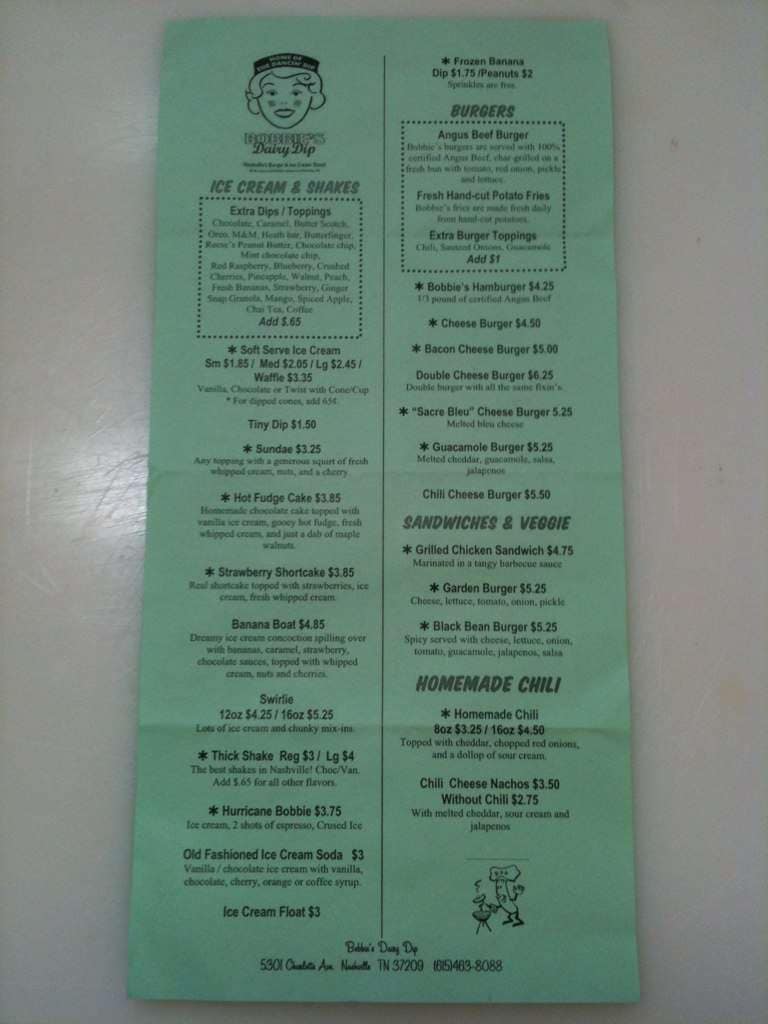 HOME OF
THE DANCIN' DIP
BOBBIE'S
Dairy Dip
ICE CREAM & SHAKES
Extra Dips / Toppings
Chocolate, Caramel, Butter Scotch,
Oreo, M&M, Heath bar, Butterfinger,
Reese's Peanut Butter, Chocolate chip,
Mint chocolate chip,
Red Raspberry, Blueberry, Crushed
Cherries, Pineapple, Walnut, Peach,
Fresh Bananas, Strawberry, Ginger
Snap Granola, Mango, Spiced Apple,
Chai Tea, Coffee
Add $.65
* Soft Serve Ice Cream
Sm $1.85 / Med $2.05 / Lg $2.45 /
Waffle $3.35
Vanilla, Chocolate or Twist with Cone/Cup
* For dipped cones, add 65¢
Tiny Dip $1.50
* Sundae $3.25
Any topping with a generous squirt of fresh
whipped cream, nuts, and a cherry
* Hot Fudge Cake $3.85
Homemade chocolate cake topped with
vanilla ice cream, gooey hot fudge, fresh
whipped cream, and just a dab of maple
walnuts.
* Strawberry Shortcake $3.85
Real shortcake topped with strawberries, ice
cream, fresh whipped cream.
Banana Boat $4.85
Dreamy ice cream concoction spilling over
with bananas, caramel, strawberry,
chocolate sauces, topped with whipped
cream, nuts and cherries.
Swirlie
12oz $4.25 / 16oz $5.25
Lots of ice cream and chunky mix-ins.
* Thick Shake Reg $3 / Lg $4
The best shakes in Nashville! Choc/Van.
Add $.65 for all other flavors.
* Hurricane Bobbie $3.75
Ice cream, 2 shots of espresso, Crused Ice
Old Fashioned Ice Cream Soda $3
Vanilla / chocolate ice cream with vanilla,
chocolate, cherry, orange or coffee syrup.
Ice Cream Float $3
* Frozen Banana
Dip $1.75 /Peanuts $2
Sprinkles are free.
BURGERS
Angus Beef Burger
Bobbie's burgers are served with 100%
certified Angus Beef, char-grilled on a
fresh bun with tomato, red onion, pickle
and lettuce.
Fresh Hand-cut Potato Fries
Bobbie's fries are made fresh daily
from hand-cut potatoes.
Extra Burger Toppings
Chili, Sauteed Onions, Guacamole
Add $1
* Bobbie's Hamburger $4.25
1/3 pound of certified Angus Beef
* Cheese Burger $4.50
* Bacon Cheese Burger $5.00
Double Cheese Burger $6.25
Double burger with all the same fixin's
* "Sacre Bleu" Cheese Burger 5.25
Melted bleu cheese
* Guacamole Burger $5.25
Melted cheddar, guacamole, salsa,
jalapenos
Chili Cheese Burger $5.50
SANDWICHES & VEGGIE
* Grilled Chicken Sandwich $4.75
Marinated in a tangy barbecue sauce
* Garden Burger $5.25
Cheese, lettuce, tomato, onion, pickle
* Black Bean Burger $5.25
Spicy served with cheese, lettuce, onion,
tomato, guacamole, jalapenos, salsa
HOMEMADE CHILI
* Homemade Chili
8oz $3.25 / 16oz $4.50
Topped with cheddar, chopped red onions,
and a dollop of sour cream.
Chili Cheese Nachos $3.50
Without Chili $2.75
With melted cheddar, sour cream and
jalapenos
Bobbie's Dairy Dip
5301 Charlotte Ave. Nashville TN 37209 (615)463-8088